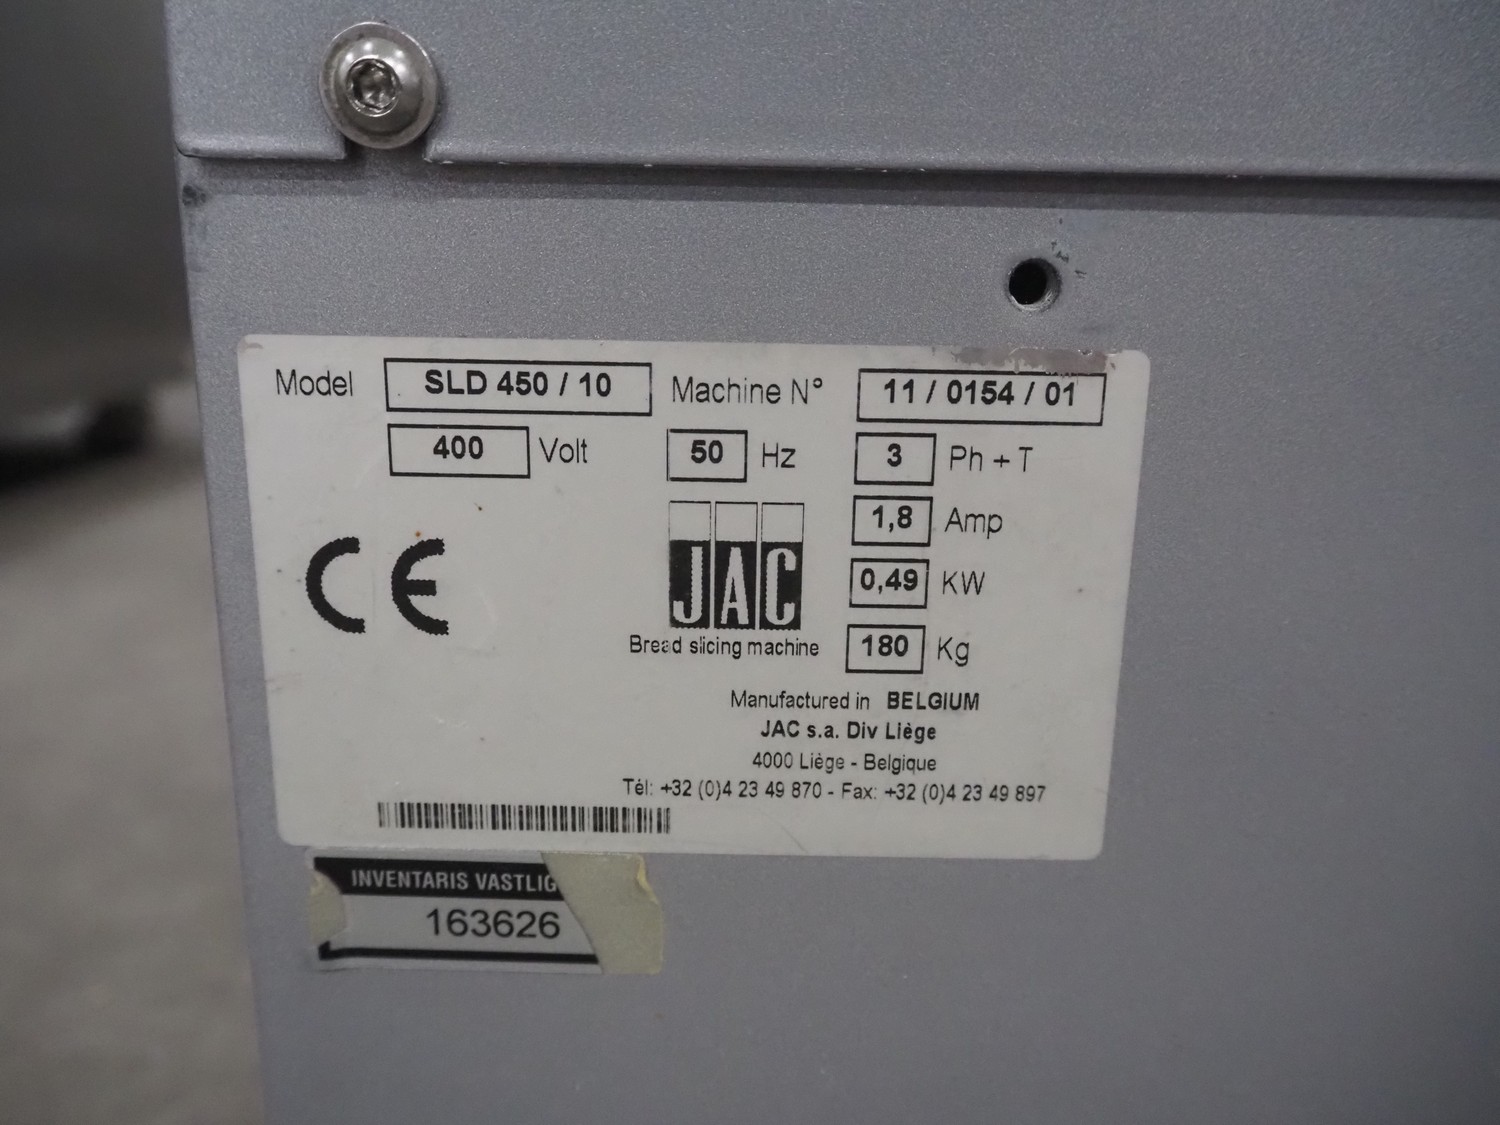 Model SLD 450 / 10 Machine N° 11 / 0154 / 01
400 Volt 50 Hz 3 Ph + T
1,8 Amp
CE JAC 0,49 KW
Bread slicing machine 180 Kg
Manufactured in BELGIUM
JAC s.a. Div Liège
4000 Liège - Belgique
Tél: +32 (0)4 23 49 870 - Fax: +32 (0)4 23 49 897
INVENTARIS VASTLIG
163626